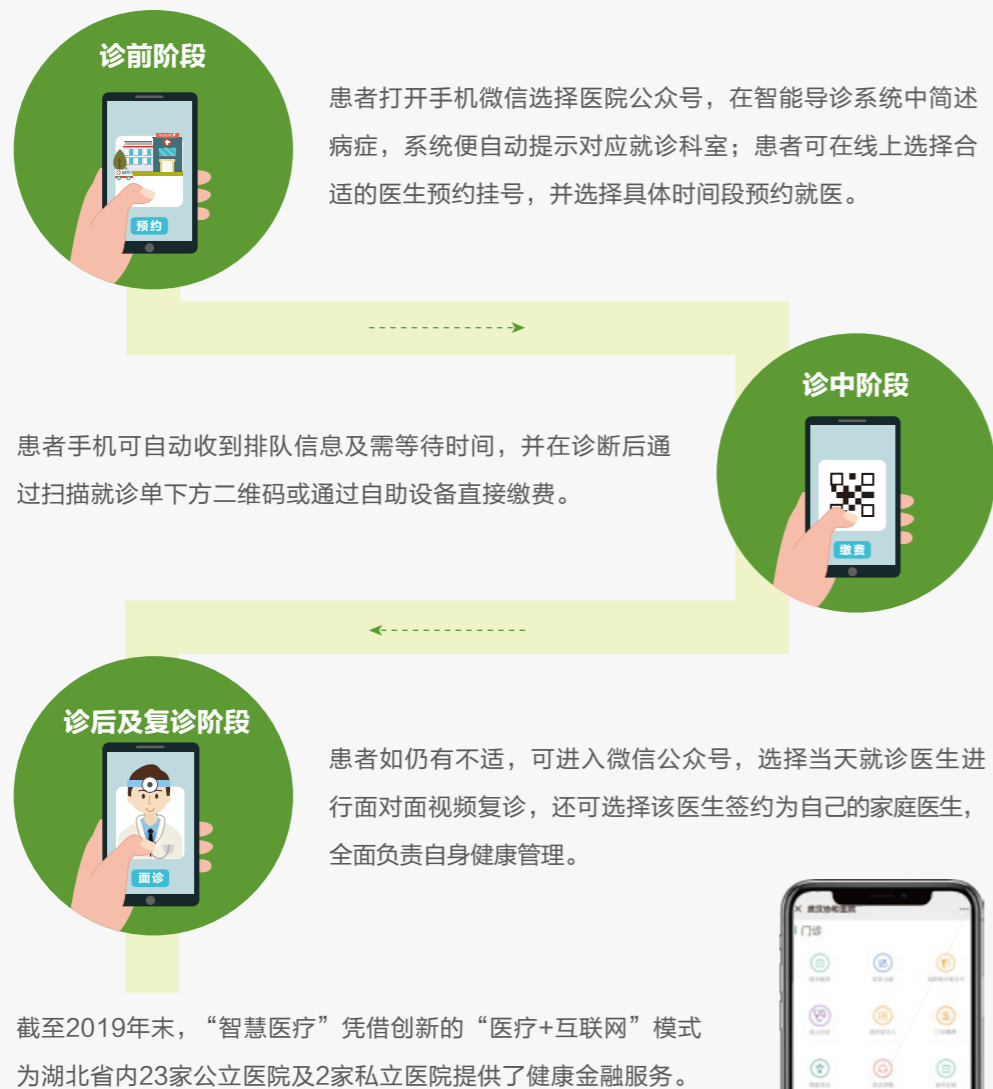 诊前阶段
预约
患者打开手机微信选择医院公众号，在智能导诊系统中简述
病症，系统便自动提示对应就诊科室；患者可在线上选择合
适的医生预约挂号，并选择具体时间段预约就医。
诊中阶段
缴费
患者手机可自动收到排队信息及需等待时间，并在诊断后通
过扫描就诊单下方二维码或通过自助设备直接缴费。
诊后及复诊阶段
面诊
患者如仍有不适，可进入微信公众号，选择当天就诊医生进
行面对面视频复诊，还可选择该医生签约为自己的家庭医生，
全面负责自身健康管理。
武汉协和医院
门诊
截至2019年末，“智慧医疗”凭借创新的“医疗+互联网”模式
为湖北省内23家公立医院及2家私立医院提供了健康金融服务。